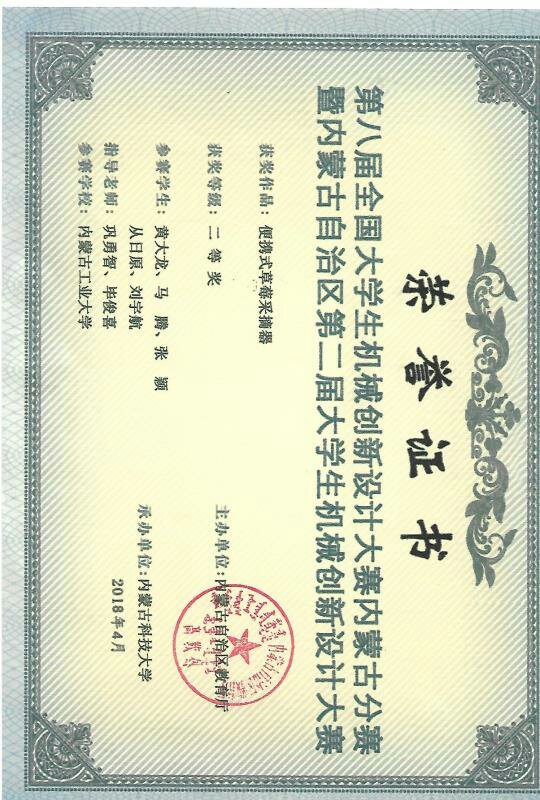 荣誉证书
第八届全国大学生机械创新设计大赛内蒙古分赛
暨内蒙古自治区第二届大学生机械创新设计大赛
获奖作品：便携式草莓采摘器
获奖等级：二等奖
参赛学生：黄大龙、马 腾、张 颍
从日原、刘宇航
指导老师：巩勇智、毕俊喜
参赛学校：内蒙古工业大学
主办单位：内蒙古自治区教育厅
承办单位：内蒙古科技大学
2018年4月